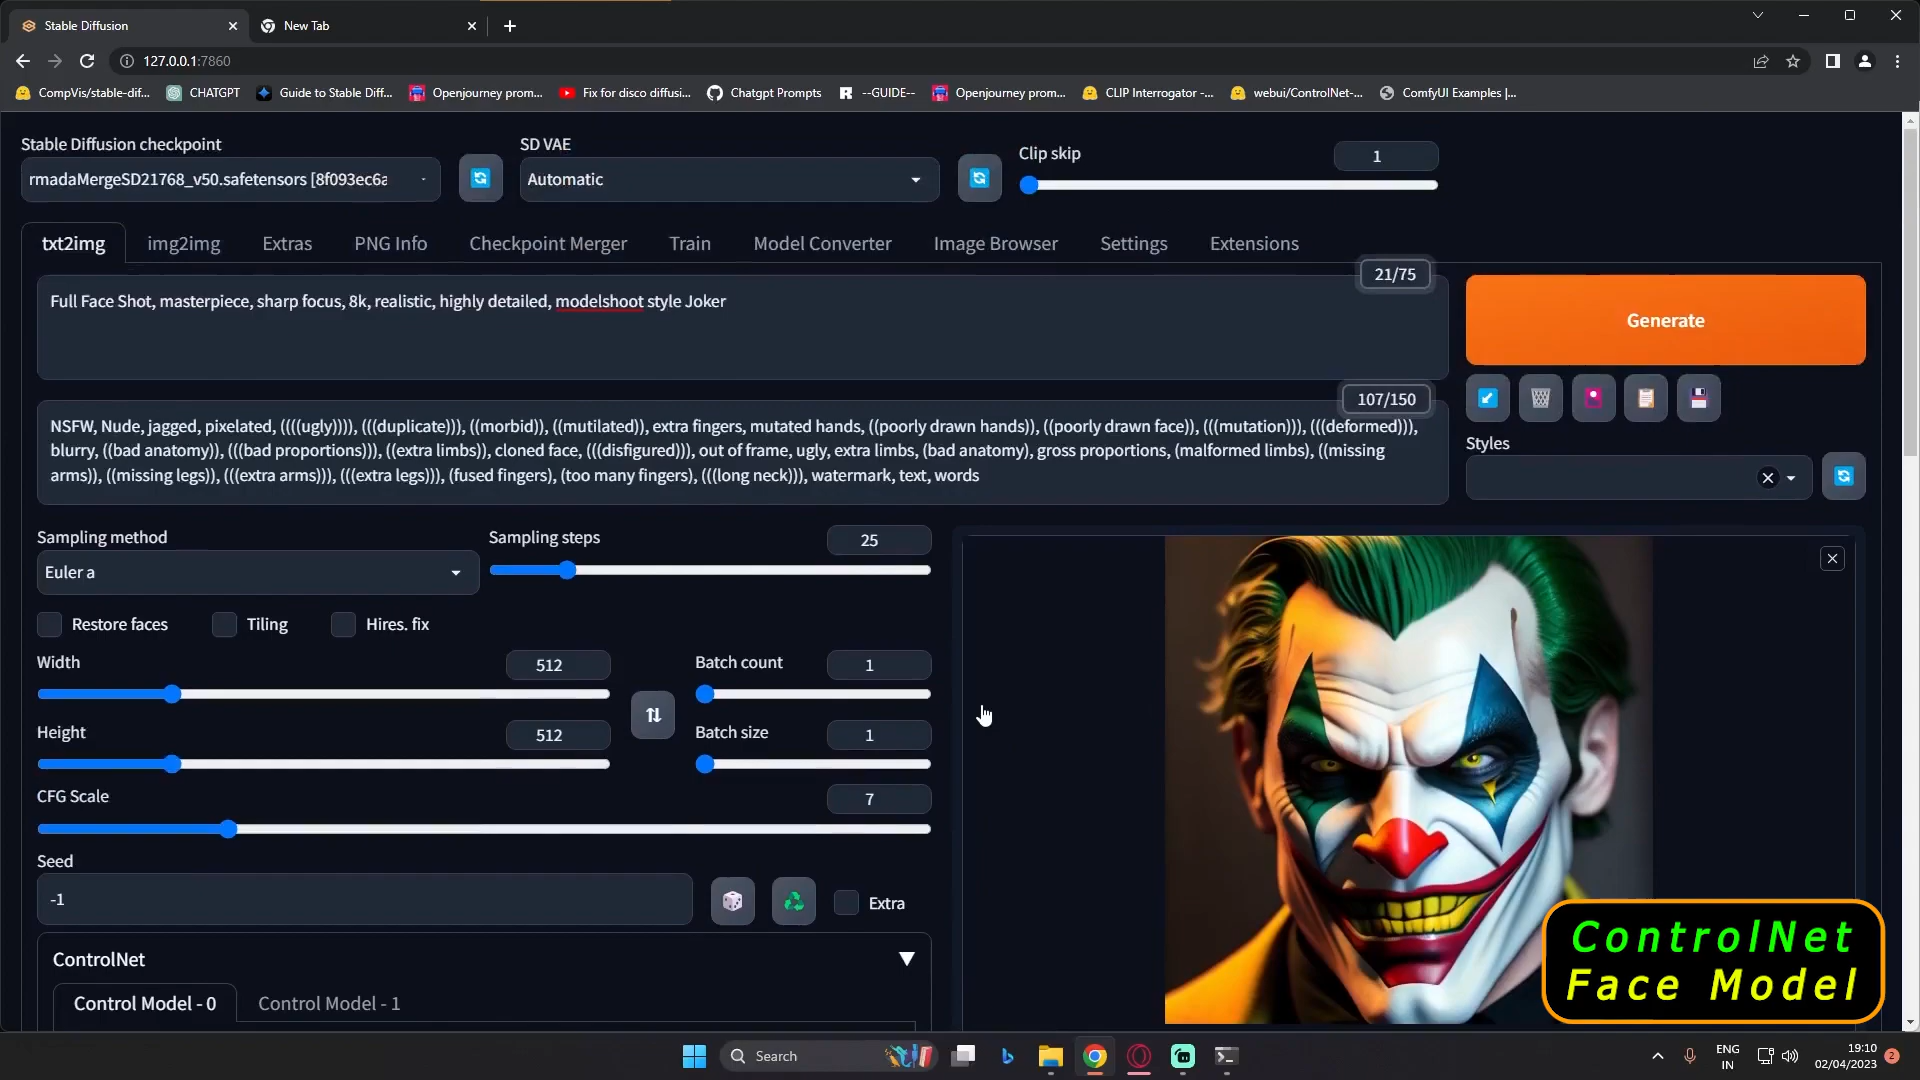 Stable Diffusion
New Tab
127.0.0.1:7860
CompVis/stable-dif...
CHATGPT
Guide to Stable Diff...
Openjourney prom...
Fix for disco diffusi...
Chatgpt Prompts
--GUIDE--
Openjourney prom...
CLIP Interrogator -...
webui/ControlNet-...
ComfyUI Examples |...
Stable Diffusion checkpoint
SD VAE
Clip skip
1
rmadaMergeSD21768_v50.safetensors [8f093ec6a
Automatic
txt2img
img2img
Extras
PNG Info
Checkpoint Merger
Train
Model Converter
Image Browser
Settings
Extensions
21/75
Full Face Shot, masterpiece, sharp focus, 8k, realistic, highly detailed, modelshoot style Joker
Generate
107/150
NSFW, Nude, jagged, pixelated, ((((ugly)))), (((duplicate))), ((morbid)), ((mutilated)), extra fingers, mutated hands, ((poorly drawn hands)), ((poorly drawn face)), (((mutation))), (((deformed))),
blurry, ((bad anatomy)), (((bad proportions))), ((extra limbs)), cloned face, (((disfigured))), out of frame, ugly, extra limbs, (bad anatomy), gross proportions, (malformed limbs), ((missing
arms)), ((missing legs)), (((extra arms))), (((extra legs))), (fused fingers), (too many fingers), (((long neck))), watermark, text, words
Styles
Sampling method
Sampling steps
25
Euler a
Restore faces
Tiling
Hires. fix
Width
512
Batch count
1
Height
512
Batch size
1
CFG Scale
7
Seed
-1
Extra
ControlNet
Control Model - 0
Control Model - 1
ControlNet
Face Model
Search
ENG
IN
19:10
02/04/2023
2